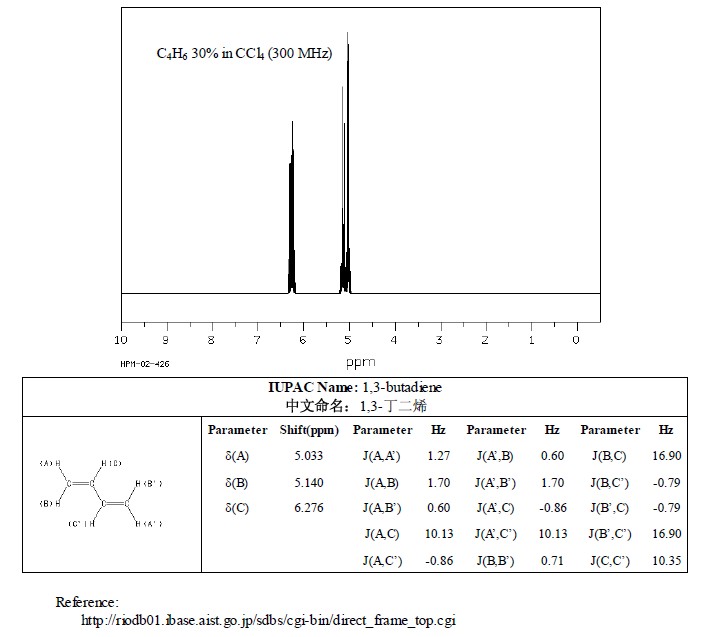 C₄H₆ 30% in CCl₄ (300 MHz)
10 9 8 7 6 5 4 3 2 1 0
HPM-02-426
ppm
IUPAC Name: 1,3-butadiene
中文命名：1,3-丁二烯
Parameter Shift(ppm) Parameter Hz Parameter Hz Parameter Hz
δ(A) 5.033 J(A,A') 1.27 J(A',B) 0.60 J(B,C) 16.90
δ(B) 5.140 J(A,B) 1.70 J(A',B') 1.70 J(B,C') -0.79
δ(C) 6.276 J(A,B') 0.60 J(A',C) -0.86 J(B',C) -0.79
J(A,C) 10.13 J(A',C') 10.13 J(B',C') 16.90
J(A,C') -0.86 J(B,B') 0.71 J(C,C') 10.35
(A)H H(C)
C C H(B')
(B)H C C
(C')H H(A')
Reference:
http://riodb01.ibase.aist.go.jp/sdbs/cgi-bin/direct_frame_top.cgi